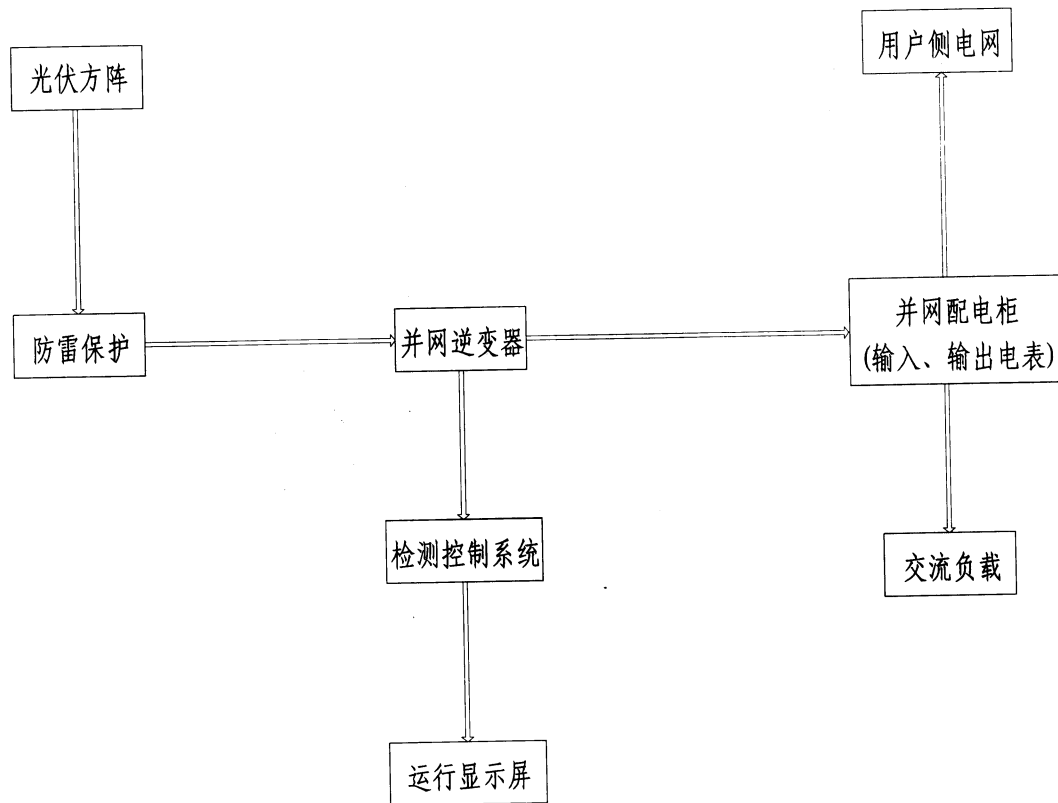 光伏方阵
用户侧电网
防雷保护
并网逆变器
并网配电柜
(输入、输出电表)
检测控制系统
交流负载
运行显示屏